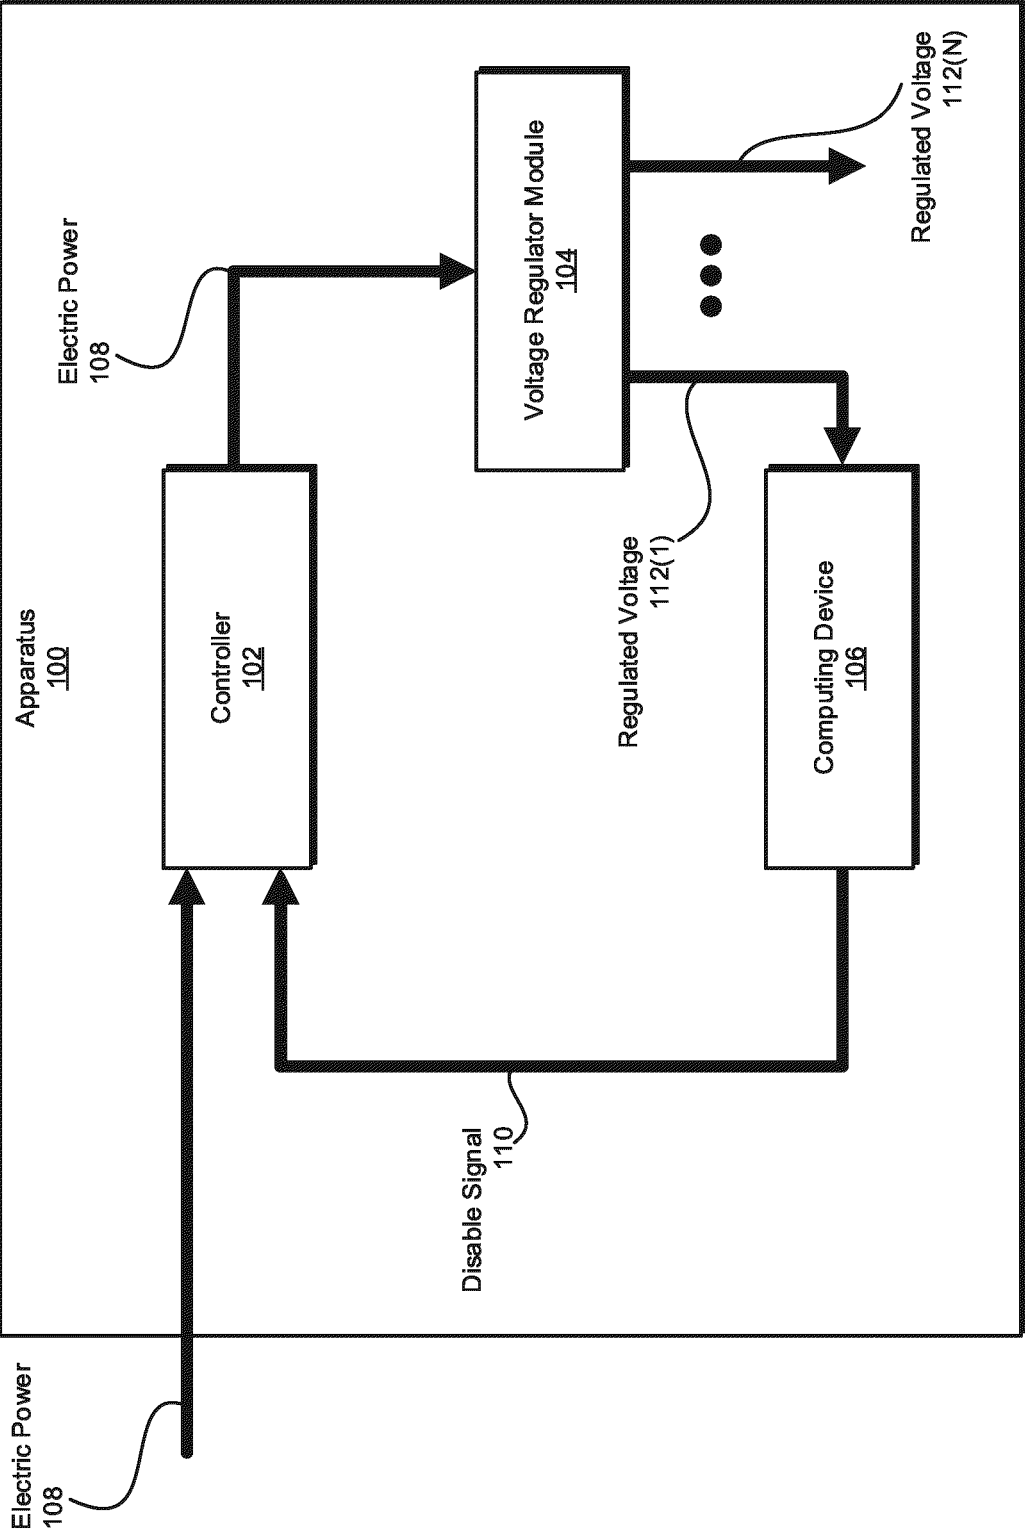 Apparatus
100
Electric Power
108
Controller
102
Electric Power
108
Voltage Regulator Module
104
Disable Signal
110
Regulated Voltage
112(1)
Regulated Voltage
112(N)
Computing Device
106